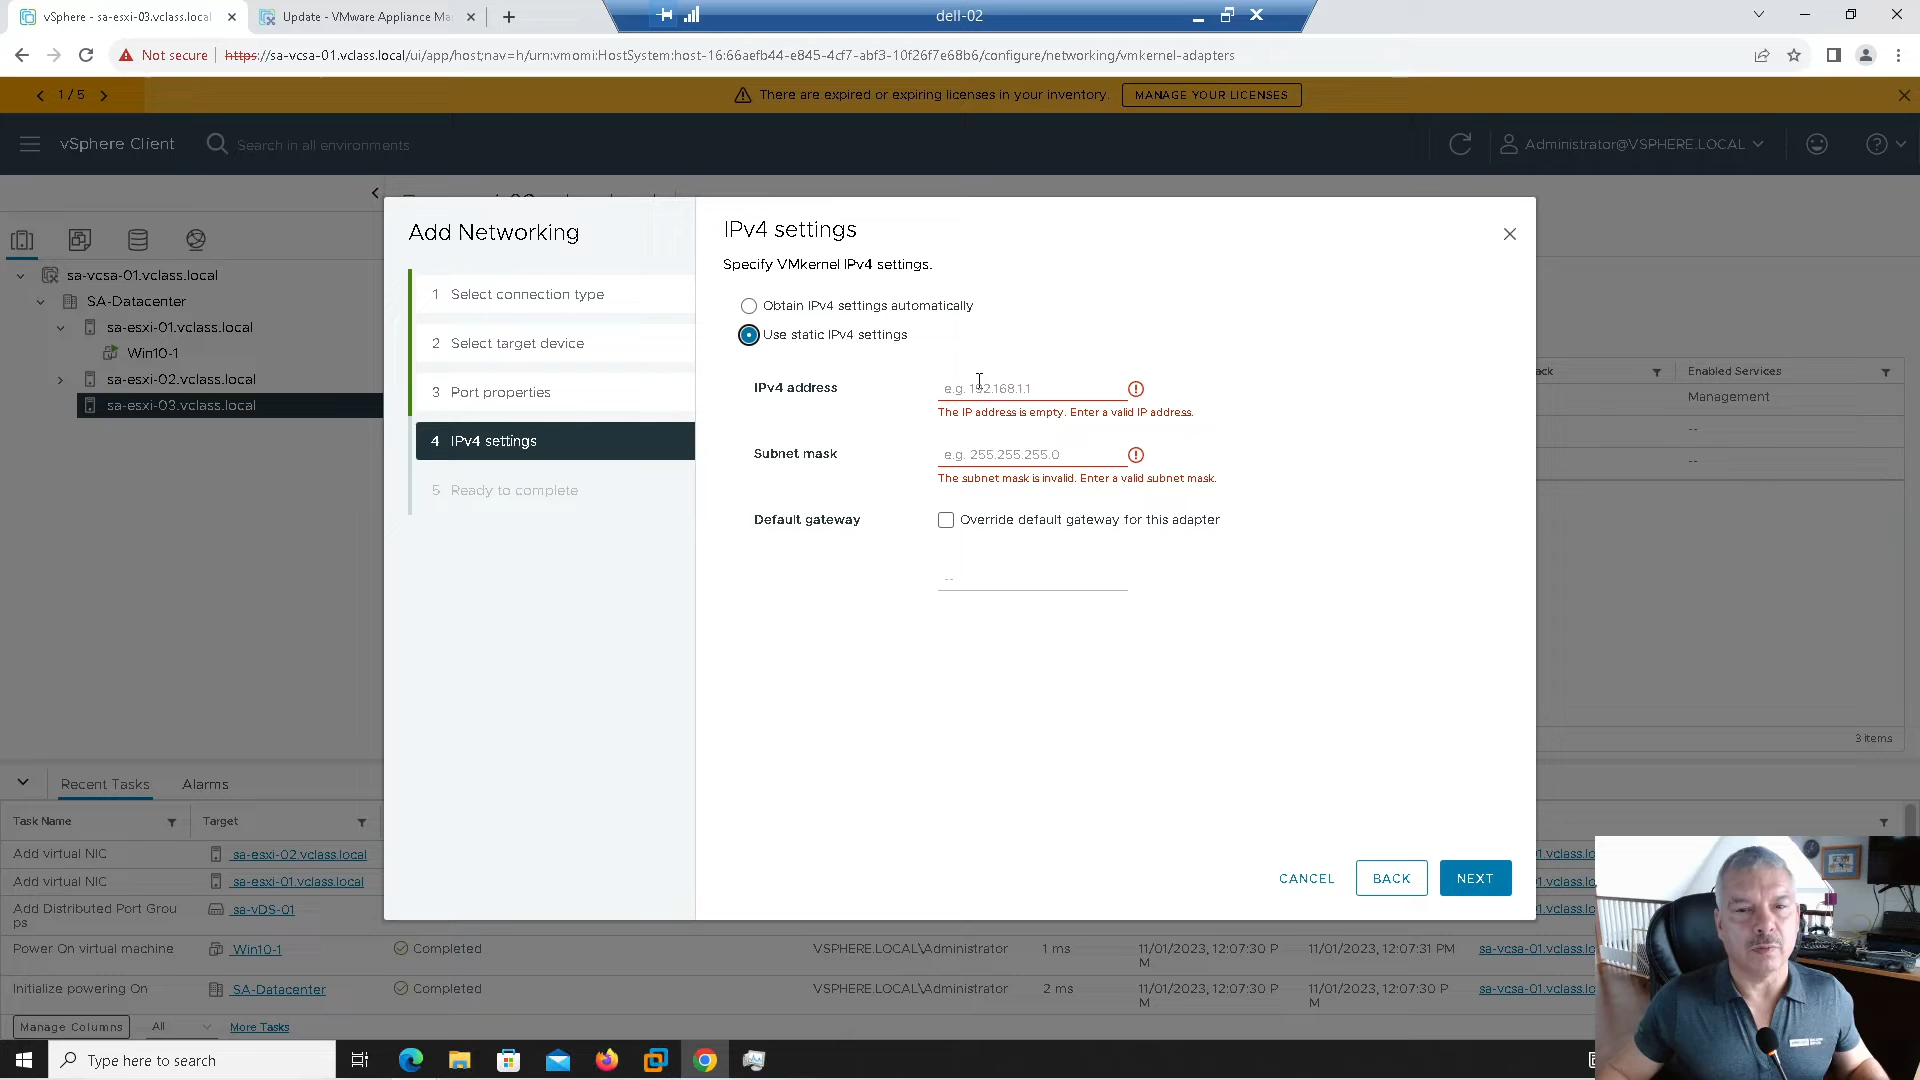 vSphere - sa-esxi-03.vclass.local
Update - VMware Appliance Ma
dell-02
Not secure
https://sa-vcsa-01.vclass.local/ui/app/host;nav=h/urn:vmomi:HostSystem:host-16:66aefb44-e845-4cf7-abf3-10f26f7e68b6/configure/networking/vmkernel-adapters
1 / 5
There are expired or expiring licenses in your inventory.
MANAGE YOUR LICENSES
vSphere Client
Search in all environments
Administrator@VSPHERE.LOCAL
sa-vcsa-01.vclass.local
SA-Datacenter
sa-esxi-01.vclass.local
Win10-1
sa-esxi-02.vclass.local
sa-esxi-03.vclass.local
Add Networking
1 Select connection type
2 Select target device
3 Port properties
4 IPv4 settings
5 Ready to complete
IPv4 settings
Specify VMkernel IPv4 settings.
Obtain IPv4 settings automatically
Use static IPv4 settings
IPv4 address
e.g. 192.168.1.1
The IP address is empty. Enter a valid IP address.
Subnet mask
e.g. 255.255.255.0
The subnet mask is invalid. Enter a valid subnet mask.
Default gateway
Override default gateway for this adapter
--
CANCEL
BACK
NEXT
ack
Enabled Services
Management
--
--
3 items
Recent Tasks
Alarms
Task Name
Target
Add virtual NIC
sa-esxi-02.vclass.local
1.vclass.lo
Add virtual NIC
sa-esxi-01.vclass.local
1.vclass.lo
Add Distributed Port Grou
ps
sa-vDS-01
1.vclass.lo
Power On virtual machine
Win10-1
Completed
VSPHERE.LOCAL\Administrator
1 ms
11/01/2023, 12:07:30 P
M
11/01/2023, 12:07:31 PM
sa-vcsa-01.vclass.lo
Initialize powering On
SA-Datacenter
Completed
VSPHERE.LOCAL\Administrator
2 ms
11/01/2023, 12:07:30 P
M
11/01/2023, 12:07:30 P
M
sa-vcsa-01.vclass.lo
Manage Columns
All
More Tasks
Type here to search